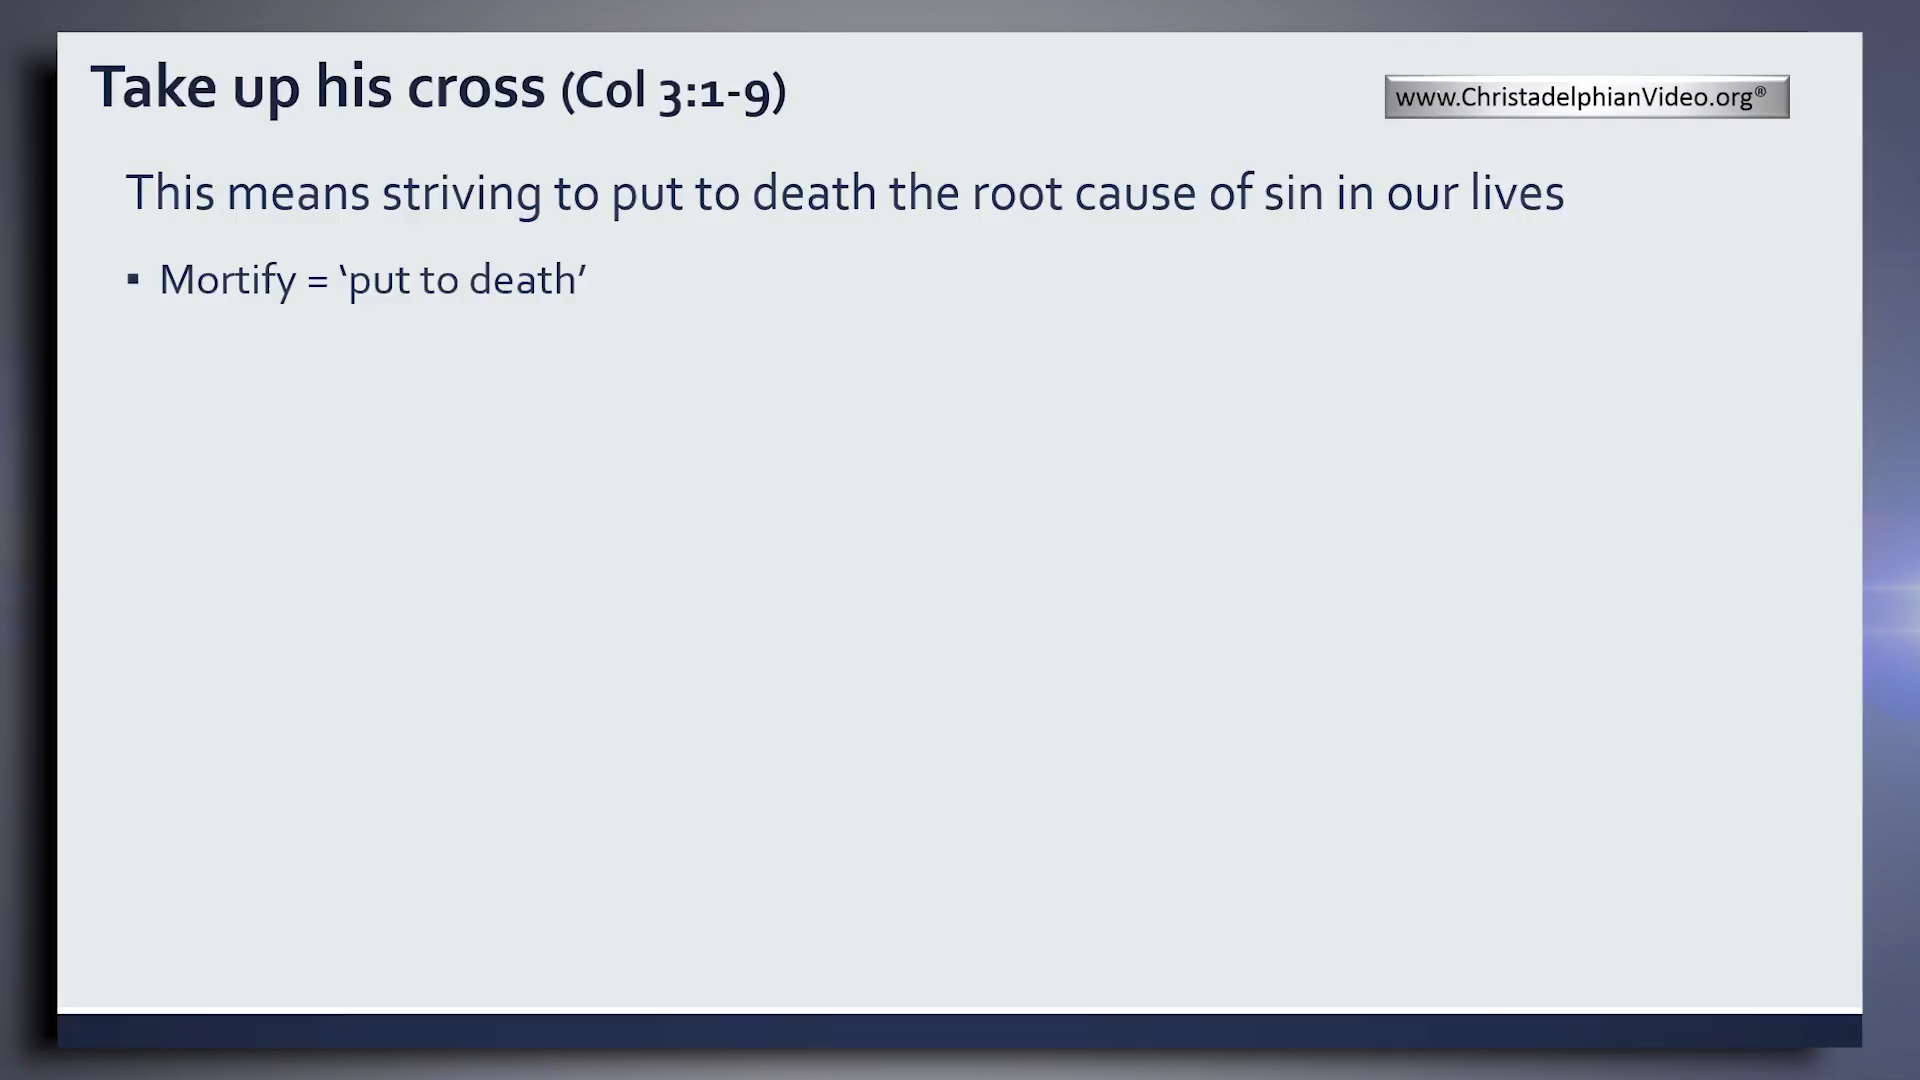 Take up his cross (Col 3:1-9)
www.ChristadelphianVideo.org®
This means striving to put to death the root cause of sin in our lives
▪ Mortify = ‘put to death’